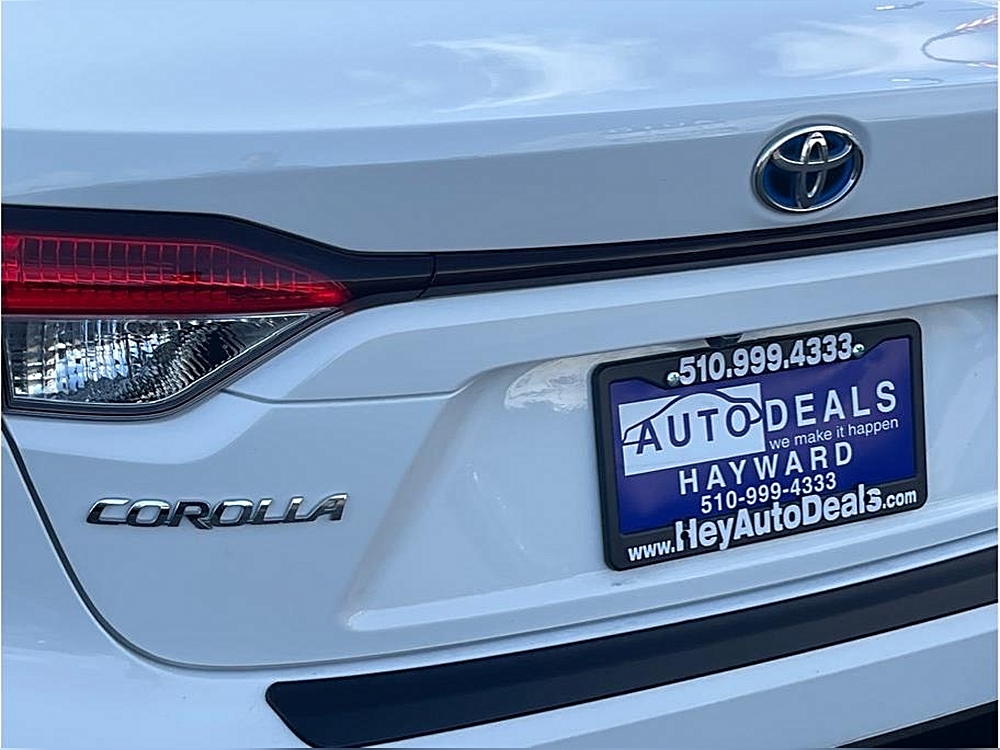 510.999.4333
AUTO DEALS
we make it happen
HAYWARD
510-999-4333
www.HeyAutoDeals.com
COROLLA